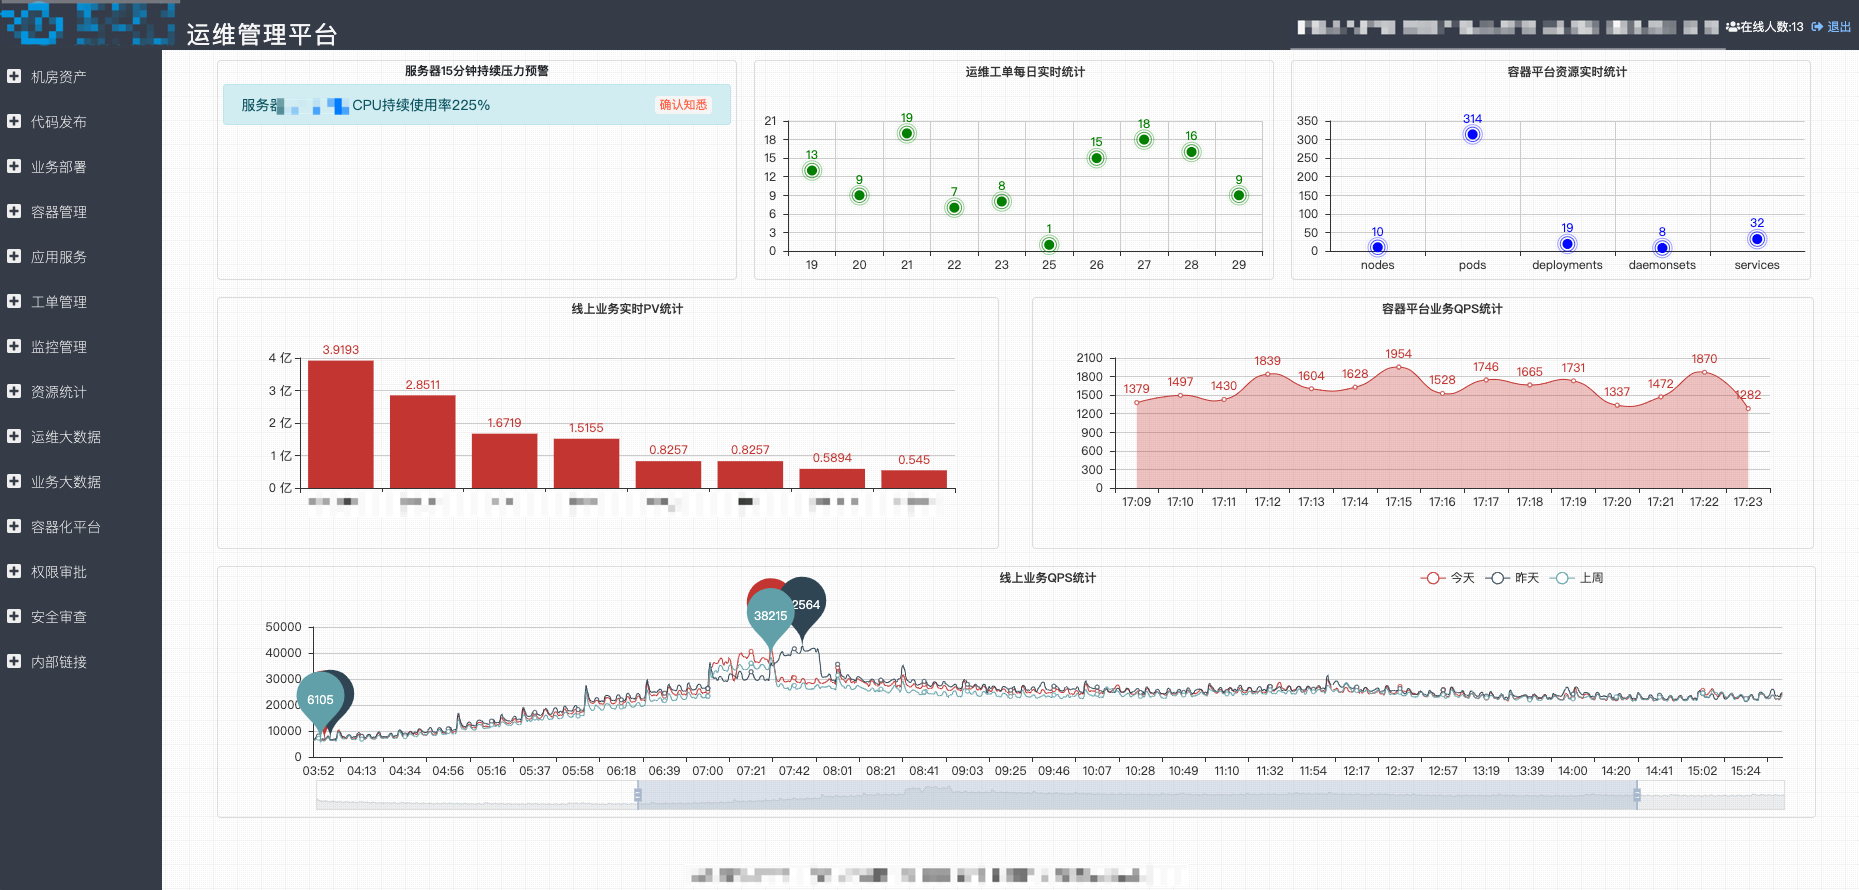 运维管理平台
在线人数:13 退出
机房资产
代码发布
业务部署
容器管理
应用服务
工单管理
监控管理
资源统计
运维大数据
业务大数据
容器化平台
权限审批
安全审查
内部链接
服务器15分钟持续压力预警
服务器 CPU持续使用率225% 确认知悉
运维工单每日实时统计
21
18
15
12
9
6
3
0
13 9 19 7 8 1 15 18 16 9
19 20 21 22 23 25 26 27 28 29
容器平台资源实时统计
350
300
250
200
150
100
50
0
10 314 19 8 32
nodes pods deployments daemonsets services
线上业务实时PV统计
4 亿
3 亿
2 亿
1 亿
0 亿
3.9193 2.8511 1.6719 1.5155 0.8257 0.8257 0.5894 0.545
容器平台业务QPS统计
2100
1800
1500
1200
900
600
300
0
1379 1497 1430 1839 1604 1628 1954 1528 1746 1665 1731 1337 1472 1870 1282
17:09 17:10 17:11 17:12 17:13 17:14 17:15 17:16 17:17 17:18 17:19 17:20 17:21 17:22 17:23
线上业务QPS统计
今天 昨天 上周
50000
40000
30000
20000
10000
0
6105 38215 2564
03:52 04:13 04:34 04:56 05:16 05:37 05:58 06:18 06:39 07:00 07:21 07:42 08:01 08:21 08:41 09:03 09:25 09:46 10:07 10:28 10:49 11:10 11:32 11:54 12:17 12:37 12:57 13:19 13:39 14:00 14:20 14:41 15:02 15:24